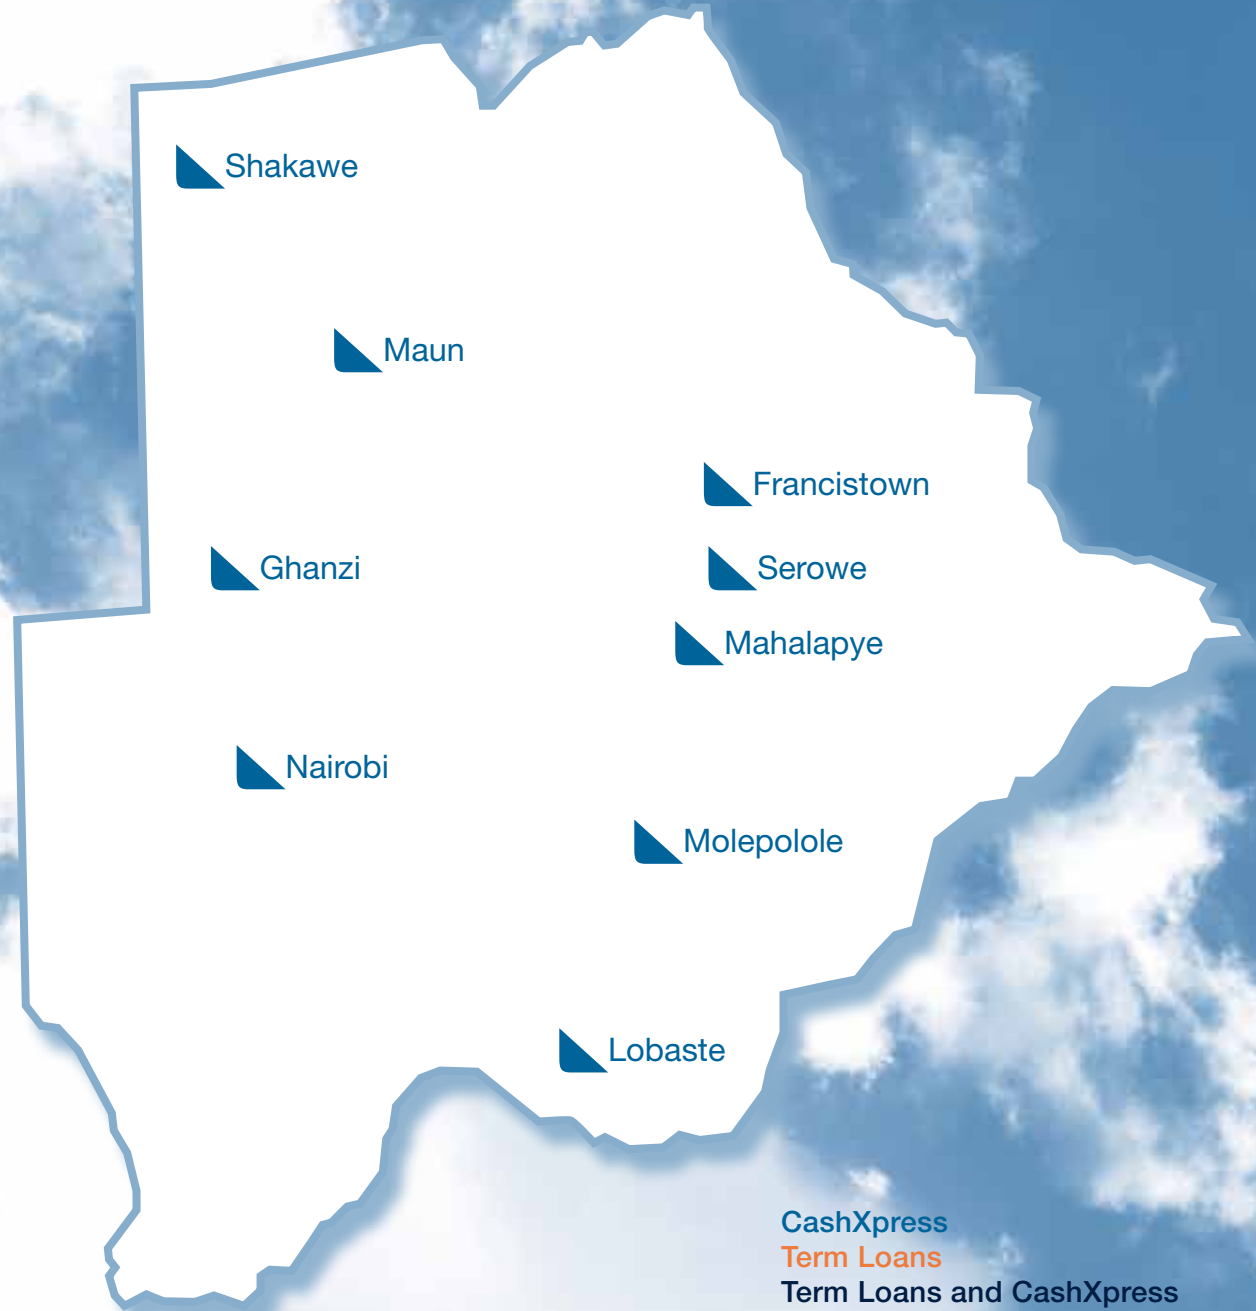 Shakawe
Maun
Francistown
Ghanzi
Serowe
Mahalapye
Nairobi
Molepolole
Lobaste
CashXpress
Term Loans
Term Loans and CashXpress